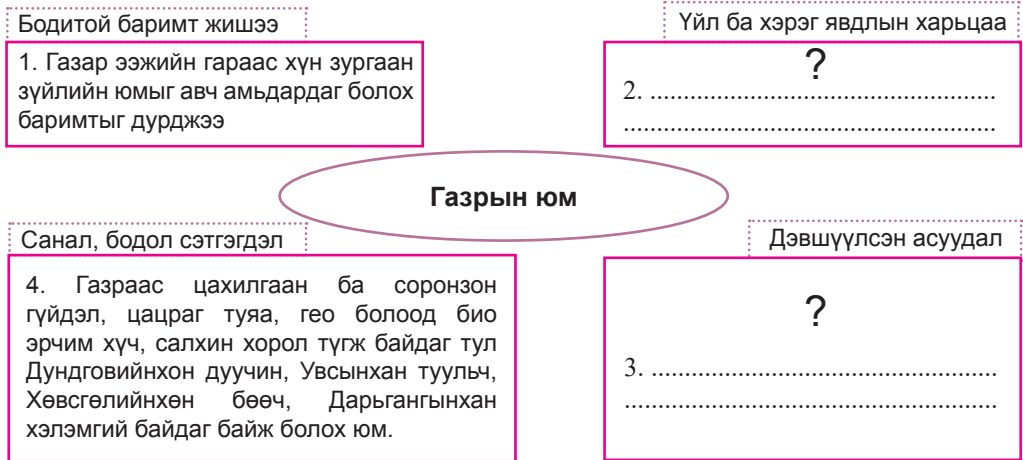 Бодитой баримт жишээ
1. Газар ээжийн гараас хүн зургаан
зүйлийн юмыг авч амьдардаг болох
баримтыг дурджээ
Үйл ба хэрэг явдлын харьцаа
?
2. ..............................................
..................................................
Газрын юм
Санал, бодол сэтгэгдэл
4. Газраас цахилгаан ба соронзон
гүйдэл, цацраг туяа, гео болоод био
эрчим хүч, салхин хорол түгж байдаг тул
Дундговийнхон дуучин, Увсынхан туульч,
Хөвсгөлийнхөн бөөч, Дарьгангынхан
хэлэмгий байдаг байж болох юм.
Дэвшүүлсэн асуудал
?
3. ..............................................
..................................................